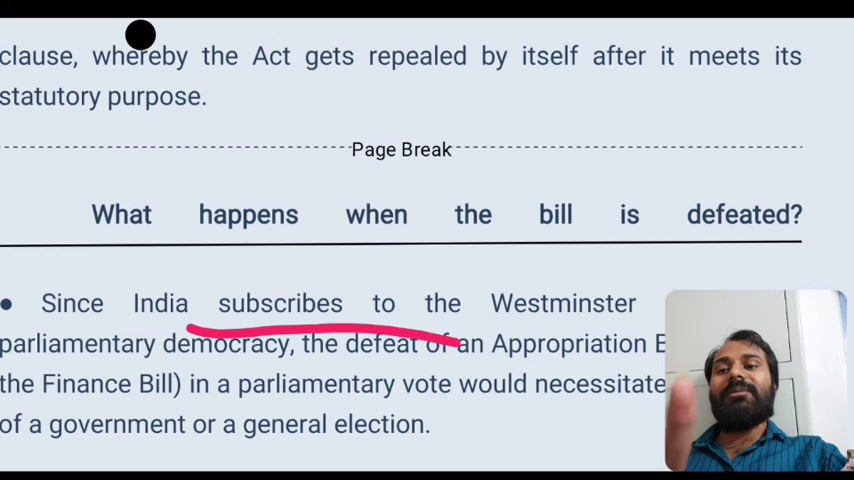 clause, whereby the Act gets repealed by itself after it meets its
statutory purpose.
Page Break
What happens when the bill is defeated?
● Since India subscribes to the Westminster
parliamentary democracy, the defeat of an Appropriation
the Finance Bill) in a parliamentary vote would necessitate
of a government or a general election.